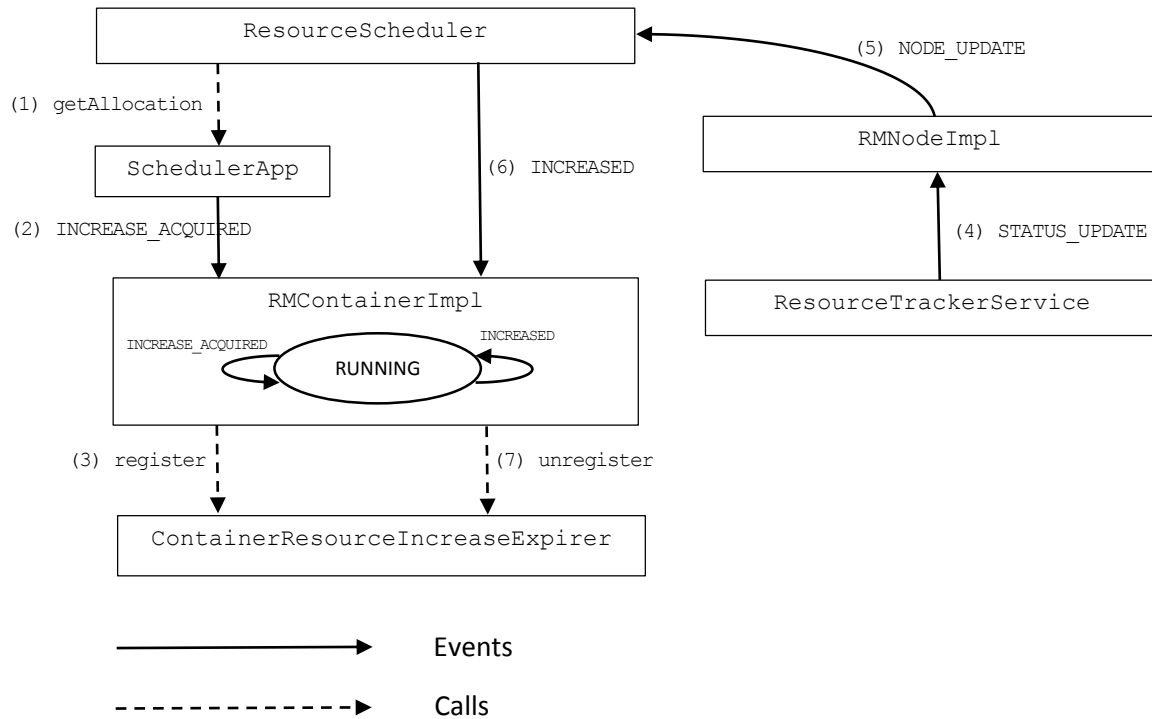 ResourceScheduler
(5) NODE_UPDATE
(1) getAllocation
RMNodeImpl
SchedulerApp
(6) INCREASED
(2) INCREASE_ACQUIRED
(4) STATUS_UPDATE
RMContainerImpl
ResourceTrackerService
INCREASE_ACQUIRED
INCREASED
RUNNING
(3) register
(7) unregister
ContainerResourceIncreaseExpirer
Events
Calls